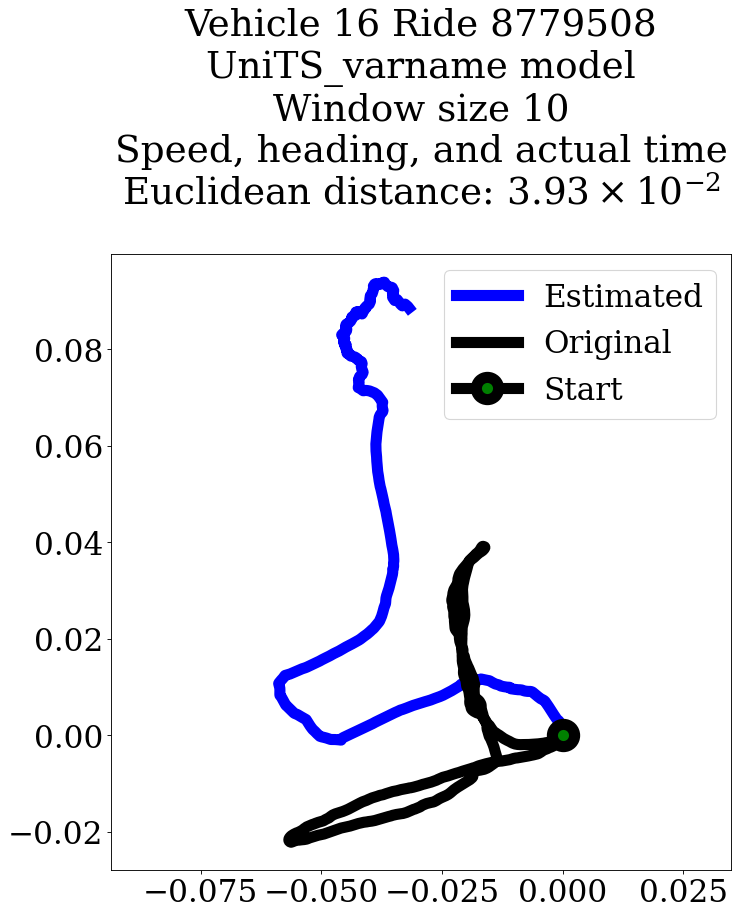 Vehicle 16 Ride 8779508
UniTS_varname model
Window size 10
Speed, heading, and actual time
Euclidean distance: 3.93 × 10⁻²
Estimated
Original
Start
0.08
0.06
0.04
0.02
0.00
−0.02
−0.075 −0.050 −0.025 0.000 0.025